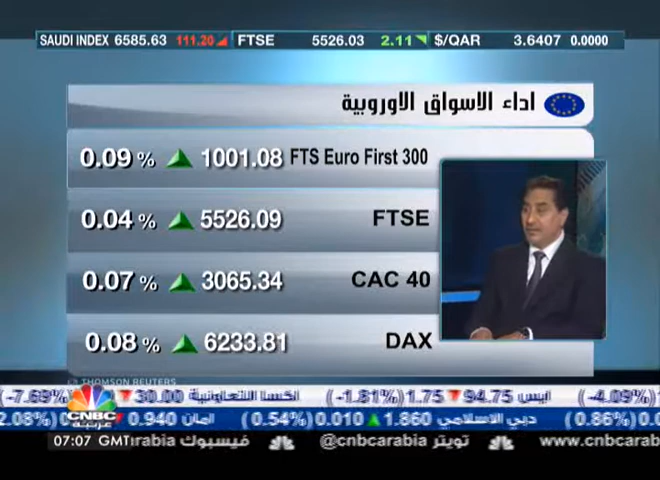 SAUDI INDEX 6585.63 111.20 FTSE 5526.03 2.11 $/QAR 3.6407 0.0000
اداء الاسواق الاوروبية
0.09 % 1001.08 FTS Euro First 300
0.04 % 5526.09 FTSE
0.07 % 3065.34 CAC 40
0.08 % 6233.81 DAX
THOMSON REUTERS
(-7.69%) 30.00 اكسا التعاونية (-1.81%) 1.75 94.75 ايس (-4.09%)
2.08%) 0.940 امان (0.54%) 0.010 1.860 دبي الاسلامي (0.86%)
CNBC عربية
07:07 GMT arabia فيسبوك @cnbcarabia تويتر www.cnbcarab